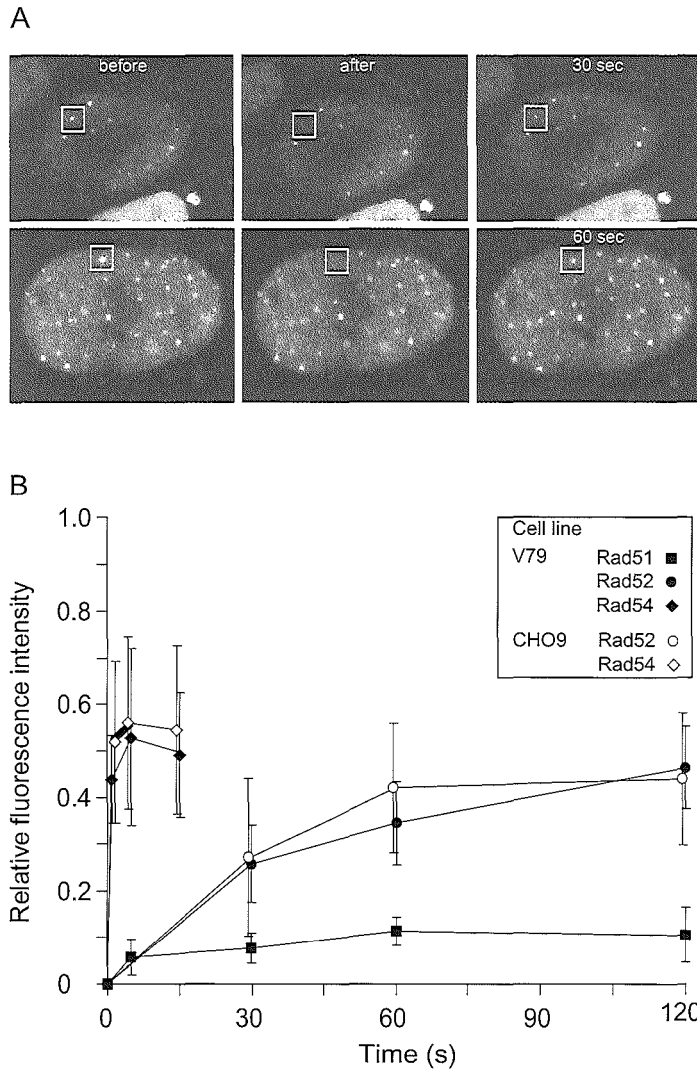 A
before after 30 sec
60 sec
B
Relative fluorescence intensity
1.0
0.8
0.6
0.4
0.2
0
0 30 60 90 120
Time (s)
Cell line
V79 Rad51
Rad52
Rad54
CHO9 Rad52
Rad54